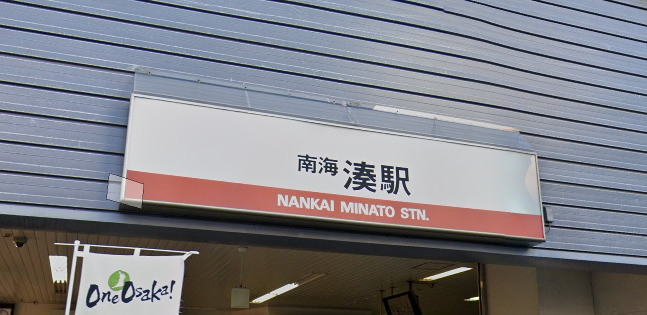 南海 湊駅
NANKAI MINATO STN.
One Osaka!